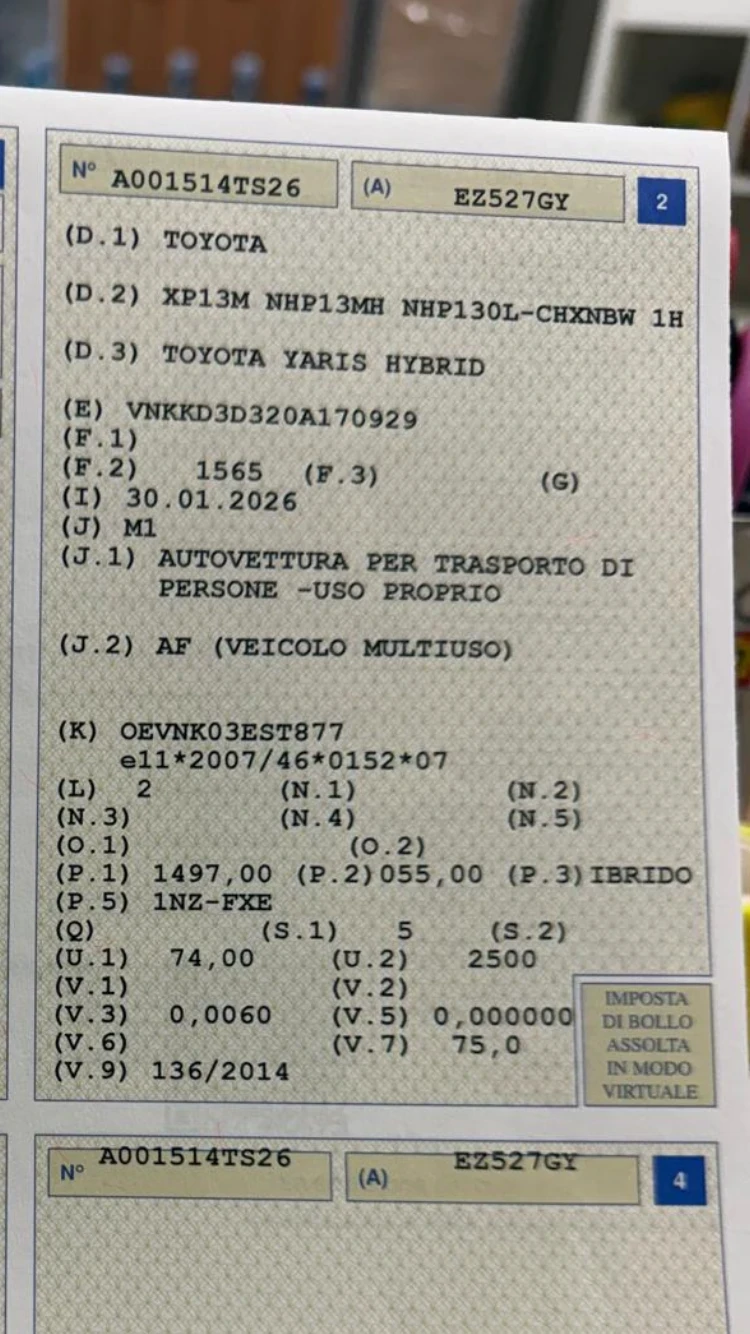 N° A001514TS26 (A) EZ527GY 2
(D.1) TOYOTA
(D.2) XP13M NHP13MH NHP130L-CHXNBW 1H
(D.3) TOYOTA YARIS HYBRID
(E) VNKKD3D320A170929
(F.1)
(F.2) 1565 (F.3) (G)
(I) 30.01.2026
(J) M1
(J.1) AUTOVETTURA PER TRASPORTO DI
PERSONE -USO PROPRIO
(J.2) AF (VEICOLO MULTIUSO)
(K) OEVNK03EST877
e11*2007/46*0152*07
(L) 2 (N.1) (N.2)
(N.3) (N.4) (N.5)
(O.1) (O.2)
(P.1) 1497,00 (P.2) 055,00 (P.3) IBRIDO
(P.5) 1NZ-FXE
(Q) (S.1) 5 (S.2)
(U.1) 74,00 (U.2) 2500
(V.1) (V.2)
(V.3) 0,0060 (V.5) 0,000000
(V.6) (V.7) 75,0
(V.9) 136/2014
IMPOSTA
DI BOLLO
ASSOLTA
IN MODO
VIRTUALE
N° A001514TS26 (A) EZ527GY 4